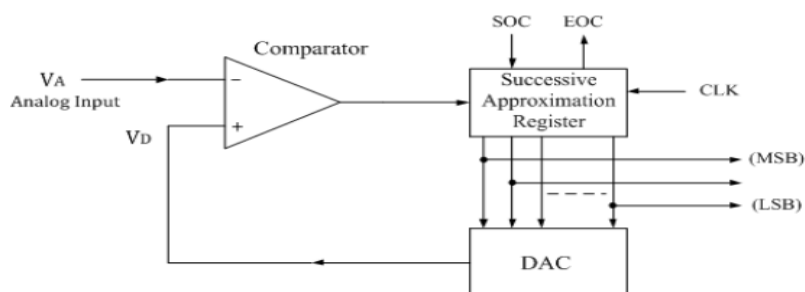 SOC EOC
Comparator
VA
Analog Input
−
+
VD
Successive
Approximation
Register
CLK
(MSB)
(LSB)
DAC